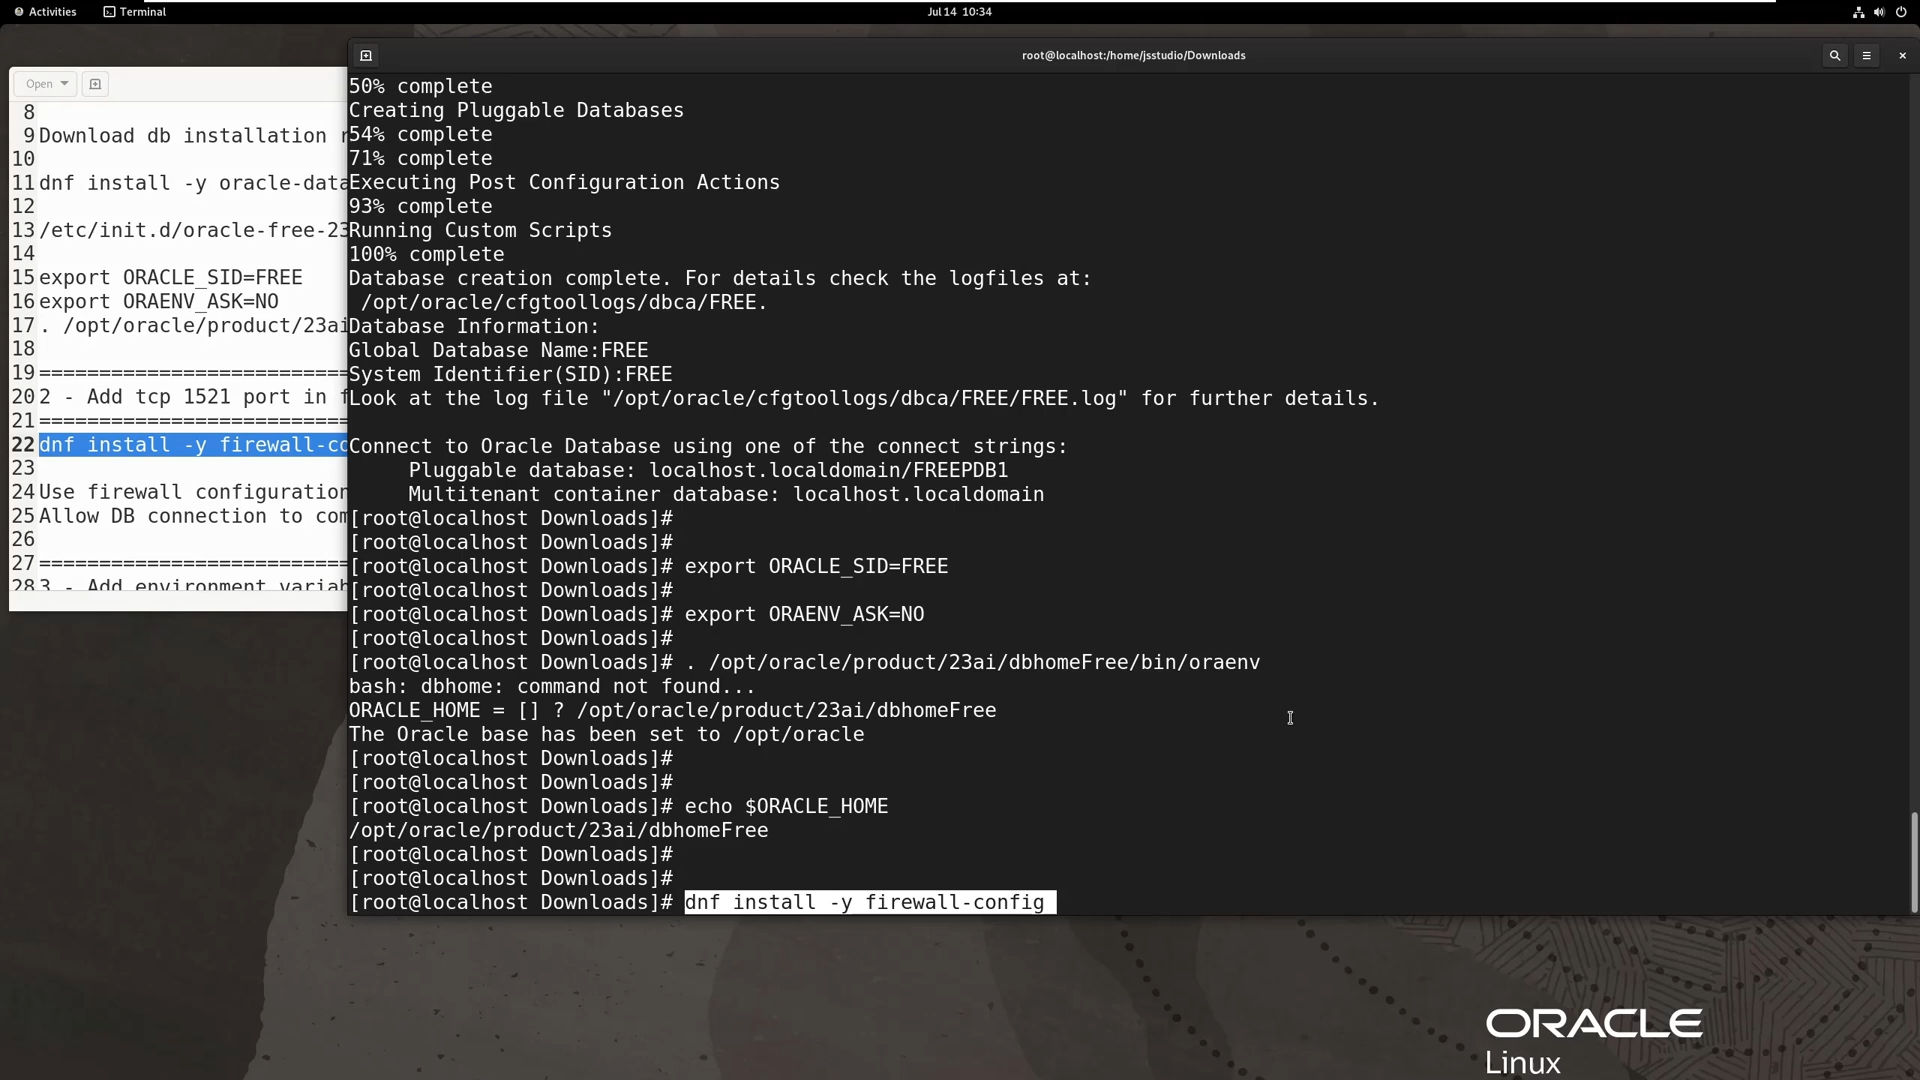 Activities
Terminal
Jul 14 10:34
Open
8
9 Download db installation
10
11 dnf install -y oracle-data
12
13 /etc/init.d/oracle-free-23
14
15 export ORACLE_SID=FREE
16 export ORAENV_ASK=NO
17 . /opt/oracle/product/23ai
18
19 ==========================
20 2 - Add tcp 1521 port in f
21 ==========================
22 dnf install -y firewall-co
23
24 Use firewall configuration
25 Allow DB connection to com
26
27 ==========================
28 3 - Add environment variab
root@localhost:/home/jsstudio/Downloads
50% complete
Creating Pluggable Databases
54% complete
71% complete
Executing Post Configuration Actions
93% complete
Running Custom Scripts
100% complete
Database creation complete. For details check the logfiles at:
/opt/oracle/cfgtoollogs/dbca/FREE.
Database Information:
Global Database Name:FREE
System Identifier(SID):FREE
Look at the log file "/opt/oracle/cfgtoollogs/dbca/FREE/FREE.log" for further details.
Connect to Oracle Database using one of the connect strings:
Pluggable database: localhost.localdomain/FREEPDB1
Multitenant container database: localhost.localdomain
[root@localhost Downloads]#
[root@localhost Downloads]#
[root@localhost Downloads]# export ORACLE_SID=FREE
[root@localhost Downloads]#
[root@localhost Downloads]# export ORAENV_ASK=NO
[root@localhost Downloads]#
[root@localhost Downloads]# . /opt/oracle/product/23ai/dbhomeFree/bin/oraenv
bash: dbhome: command not found...
ORACLE_HOME = [] ? /opt/oracle/product/23ai/dbhomeFree
The Oracle base has been set to /opt/oracle
[root@localhost Downloads]#
[root@localhost Downloads]#
[root@localhost Downloads]# echo $ORACLE_HOME
/opt/oracle/product/23ai/dbhomeFree
[root@localhost Downloads]#
[root@localhost Downloads]#
[root@localhost Downloads]# dnf install -y firewall-config
ORACLE
Linux